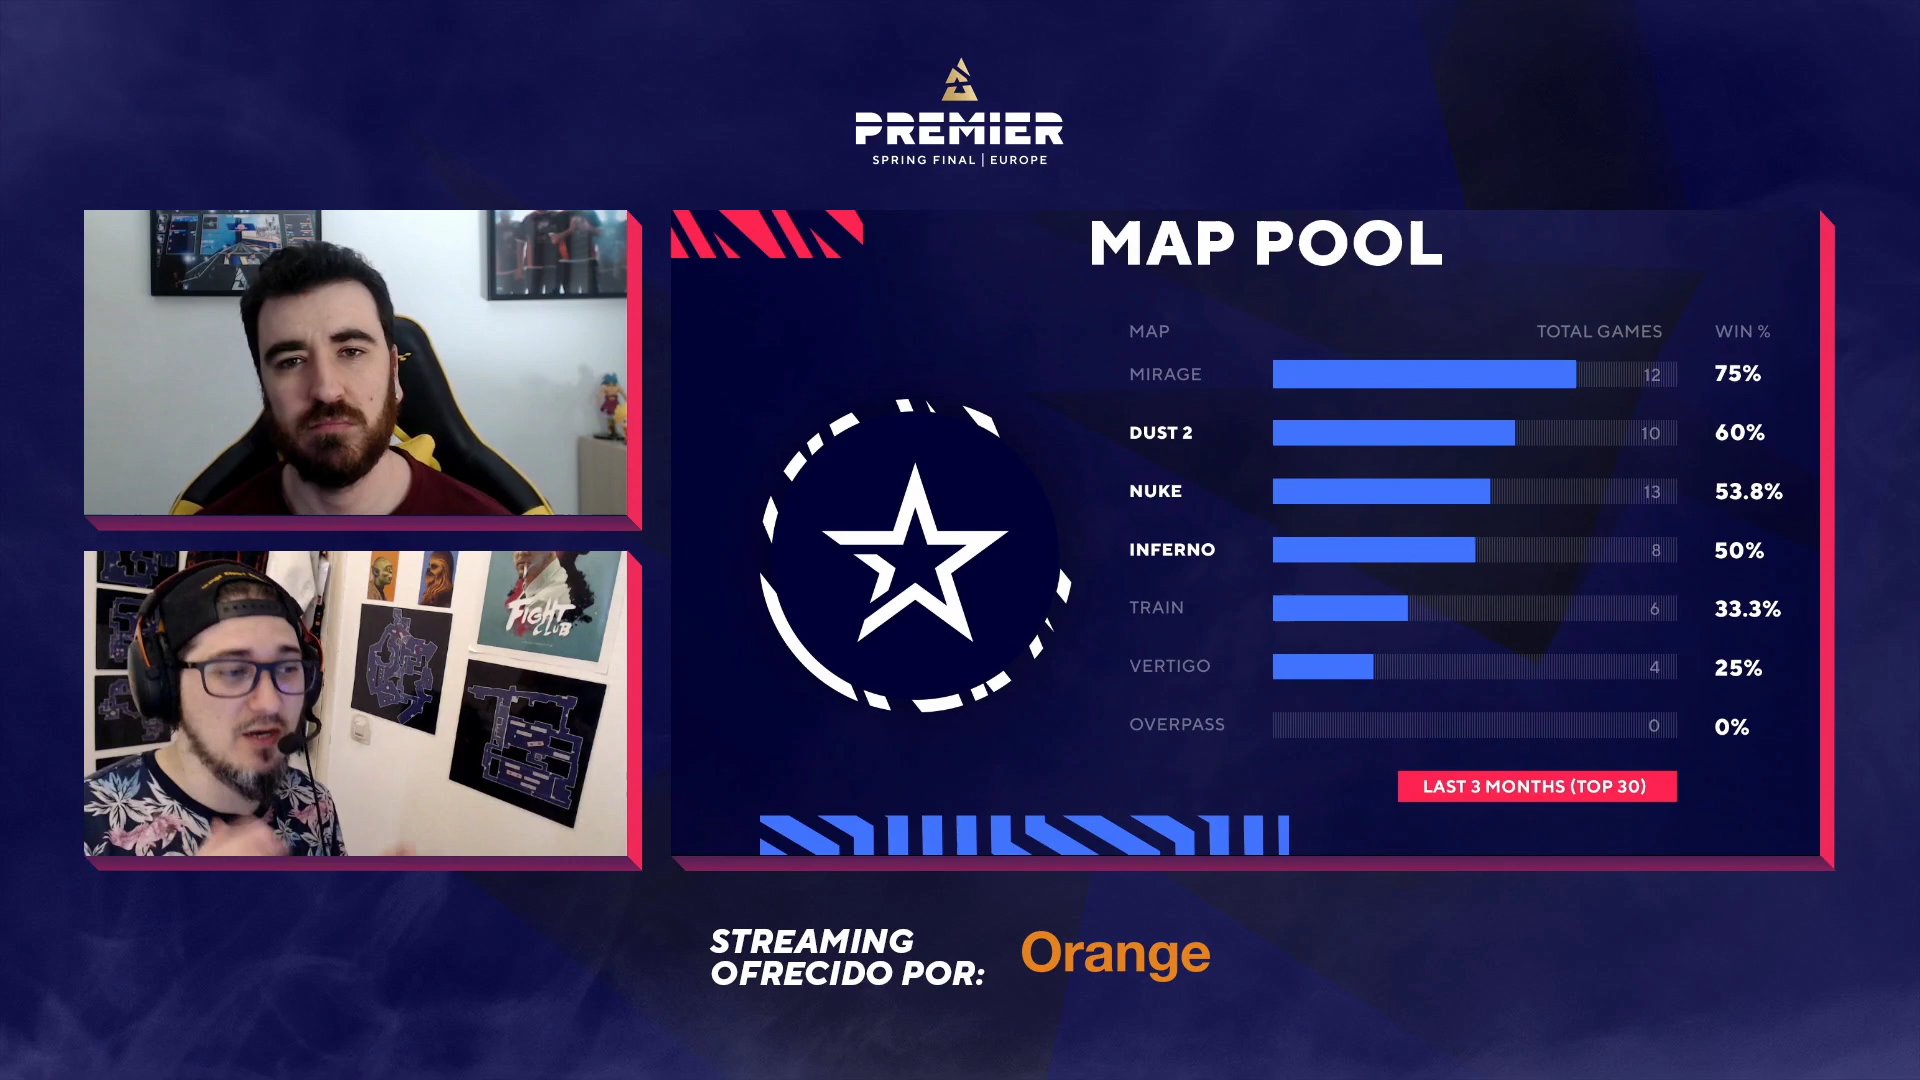 PREMIER
SPRING FINAL | EUROPE
MAP POOL
MAP TOTAL GAMES WIN %
MIRAGE 12 75%
DUST 2 10 60%
NUKE 13 53.8%
INFERNO 8 50%
TRAIN 6 33.3%
VERTIGO 4 25%
OVERPASS 0 0%
LAST 3 MONTHS (TOP 30)
FIGHT
CLUB
STREAMING
OFRECIDO POR:
Orange